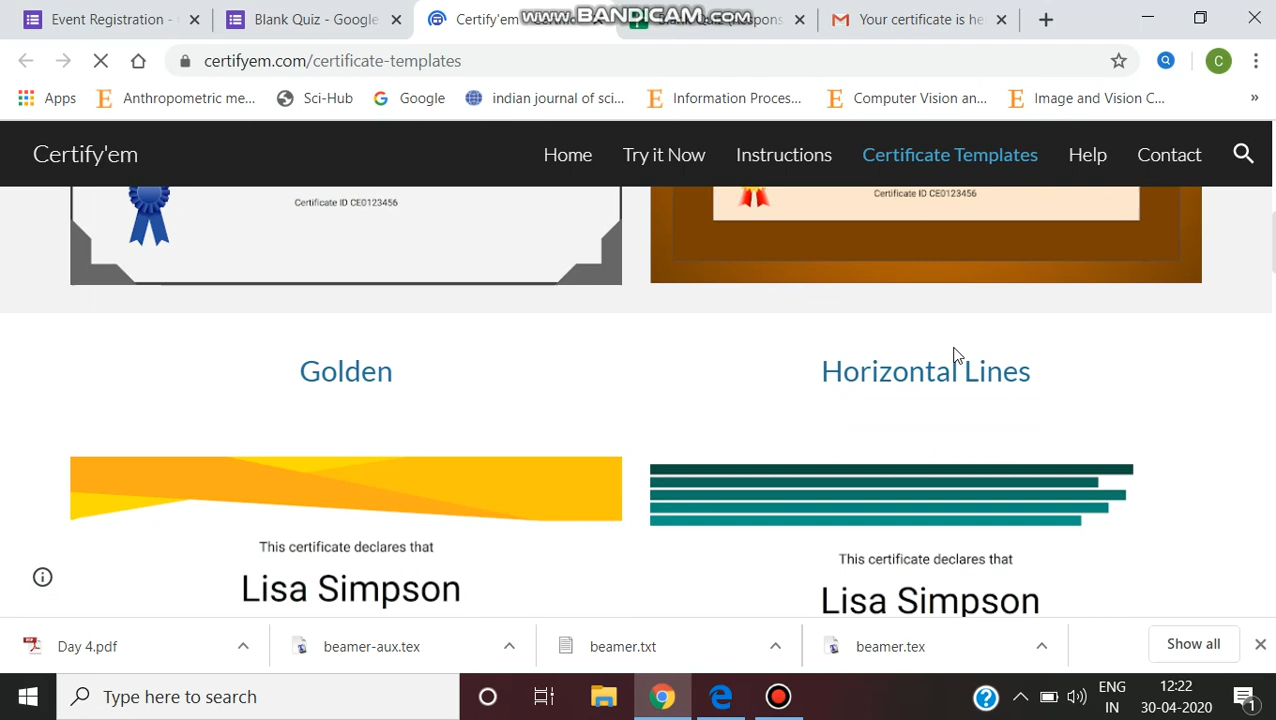 Event Registration -
Blank Quiz - Google
Certify'em
www.BANDICAM.com
Your certificate is he
certifyem.com/certificate-templates
C
Apps
Anthropometric me...
Sci-Hub
Google
indian journal of sci...
Information Proces...
Computer Vision an...
Image and Vision C...
»
Certify'em
Home
Try it Now
Instructions
Certificate Templates
Help
Contact
Certificate ID CE0123456
Certificate ID CE0123456
Golden
Horizontal Lines
This certificate declares that
This certificate declares that
Lisa Simpson
Lisa Simpson
Day 4.pdf
beamer-aux.tex
beamer.txt
beamer.tex
Show all
Type here to search
ENG
IN
12:22
30-04-2020
1